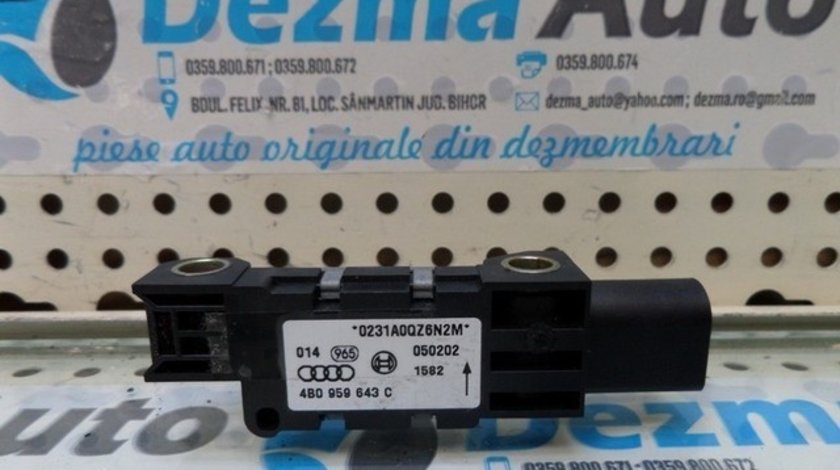 Dezma Auto
0359.800.671 ; 0359.800.672
0359.800.674
BOUL. FELIX, NR. 81, LOC. SÂNMARTIN JUD. BIHOR
dezma_auto@yahoo.com ; dezma.ro@gmail.com
piese auto originale din dezmembrari
*0231A0QZ6N2M*
014 965 050202
1582
4B0 959 643 C
Auto
Dezma